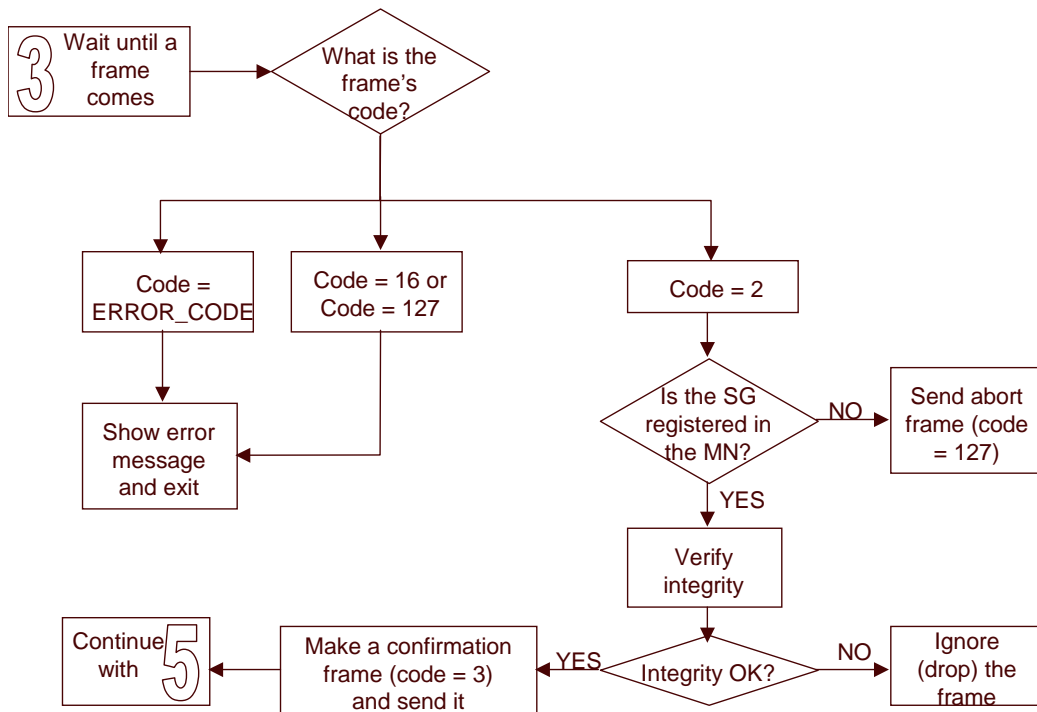 3
Wait until a
frame
comes
What is the
frame's
code?
Code =
ERROR_CODE
Code = 16 or
Code = 127
Code = 2
Show error
message
and exit
Is the SG
registered in
the MN?
NO
Send abort
frame (code
= 127)
YES
Verify
integrity
Continue
with
5
Make a confirmation
frame (code = 3)
and send it
YES
Integrity OK?
NO
Ignore
(drop) the
frame